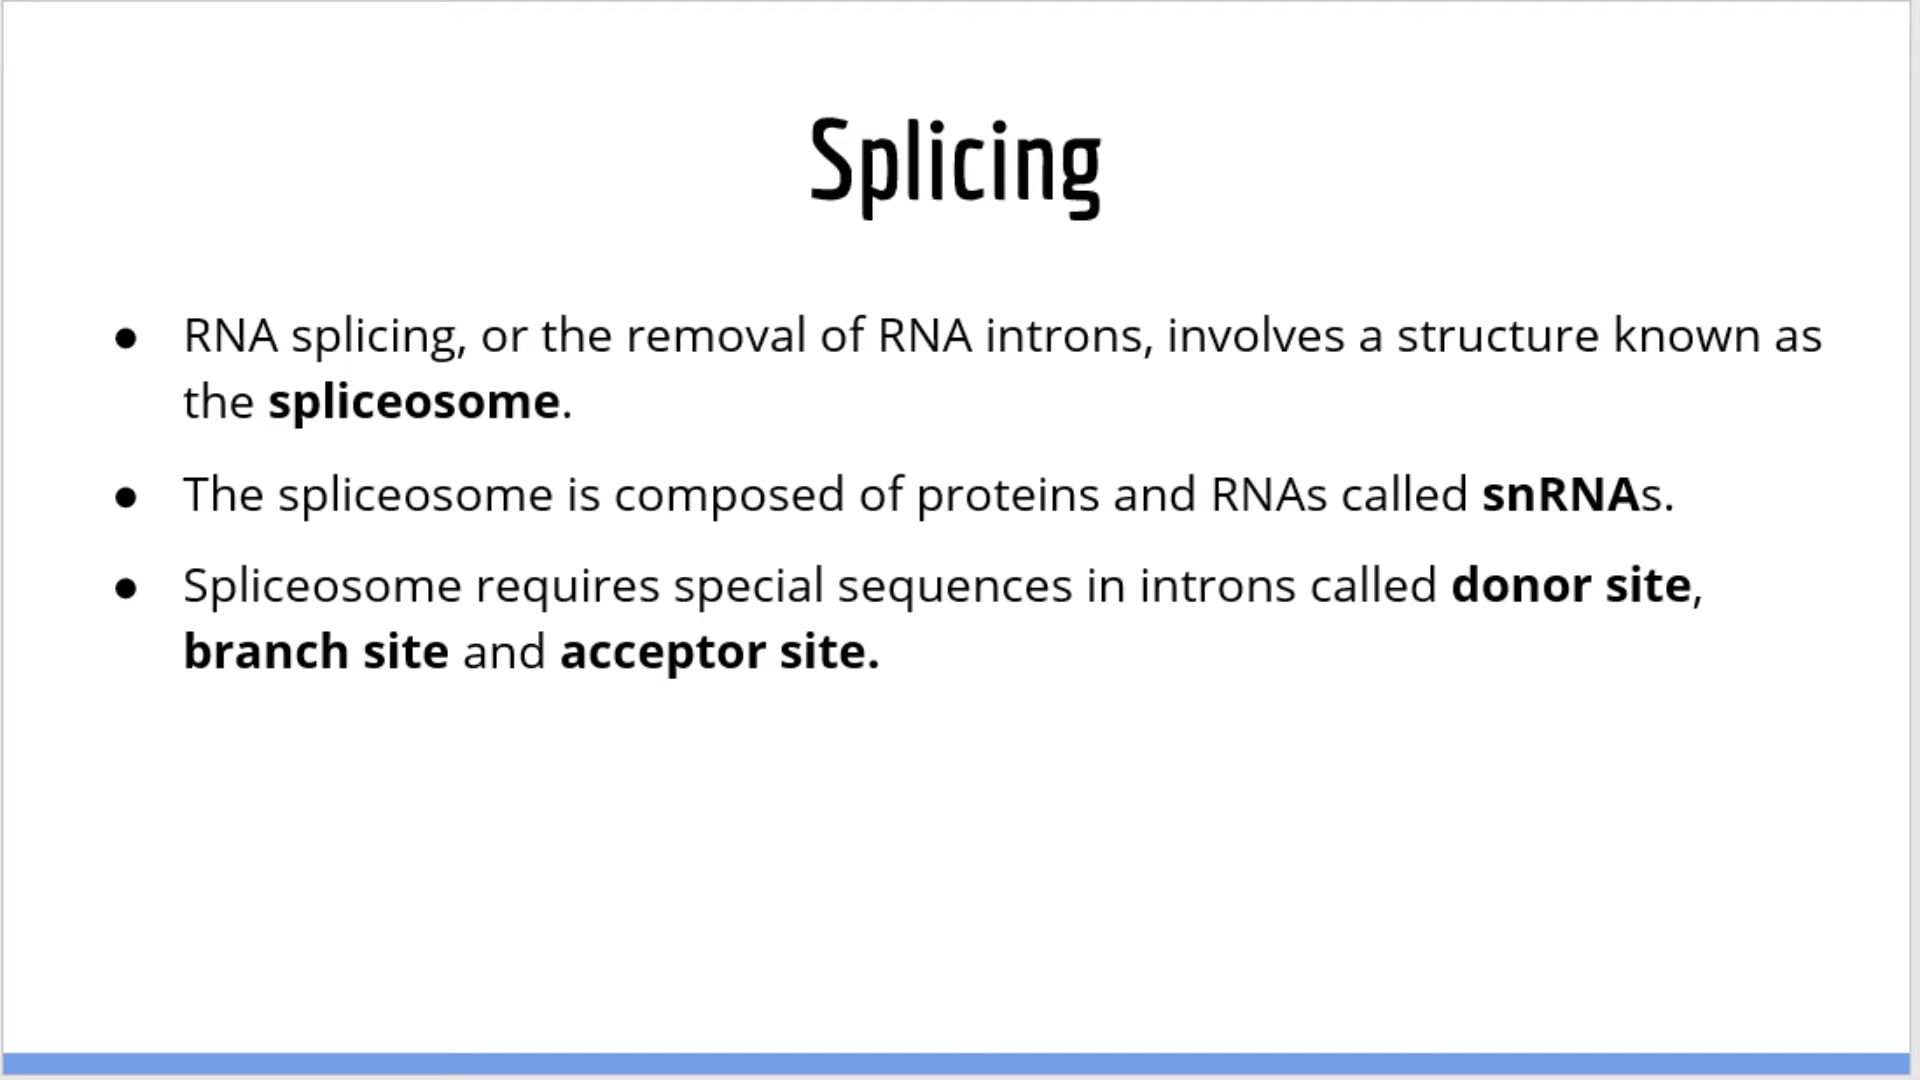 Splicing
● RNA splicing, or the removal of RNA introns, involves a structure known as
the spliceosome.
● The spliceosome is composed of proteins and RNAs called snRNAs.
● Spliceosome requires special sequences in introns called donor site,
branch site and acceptor site.